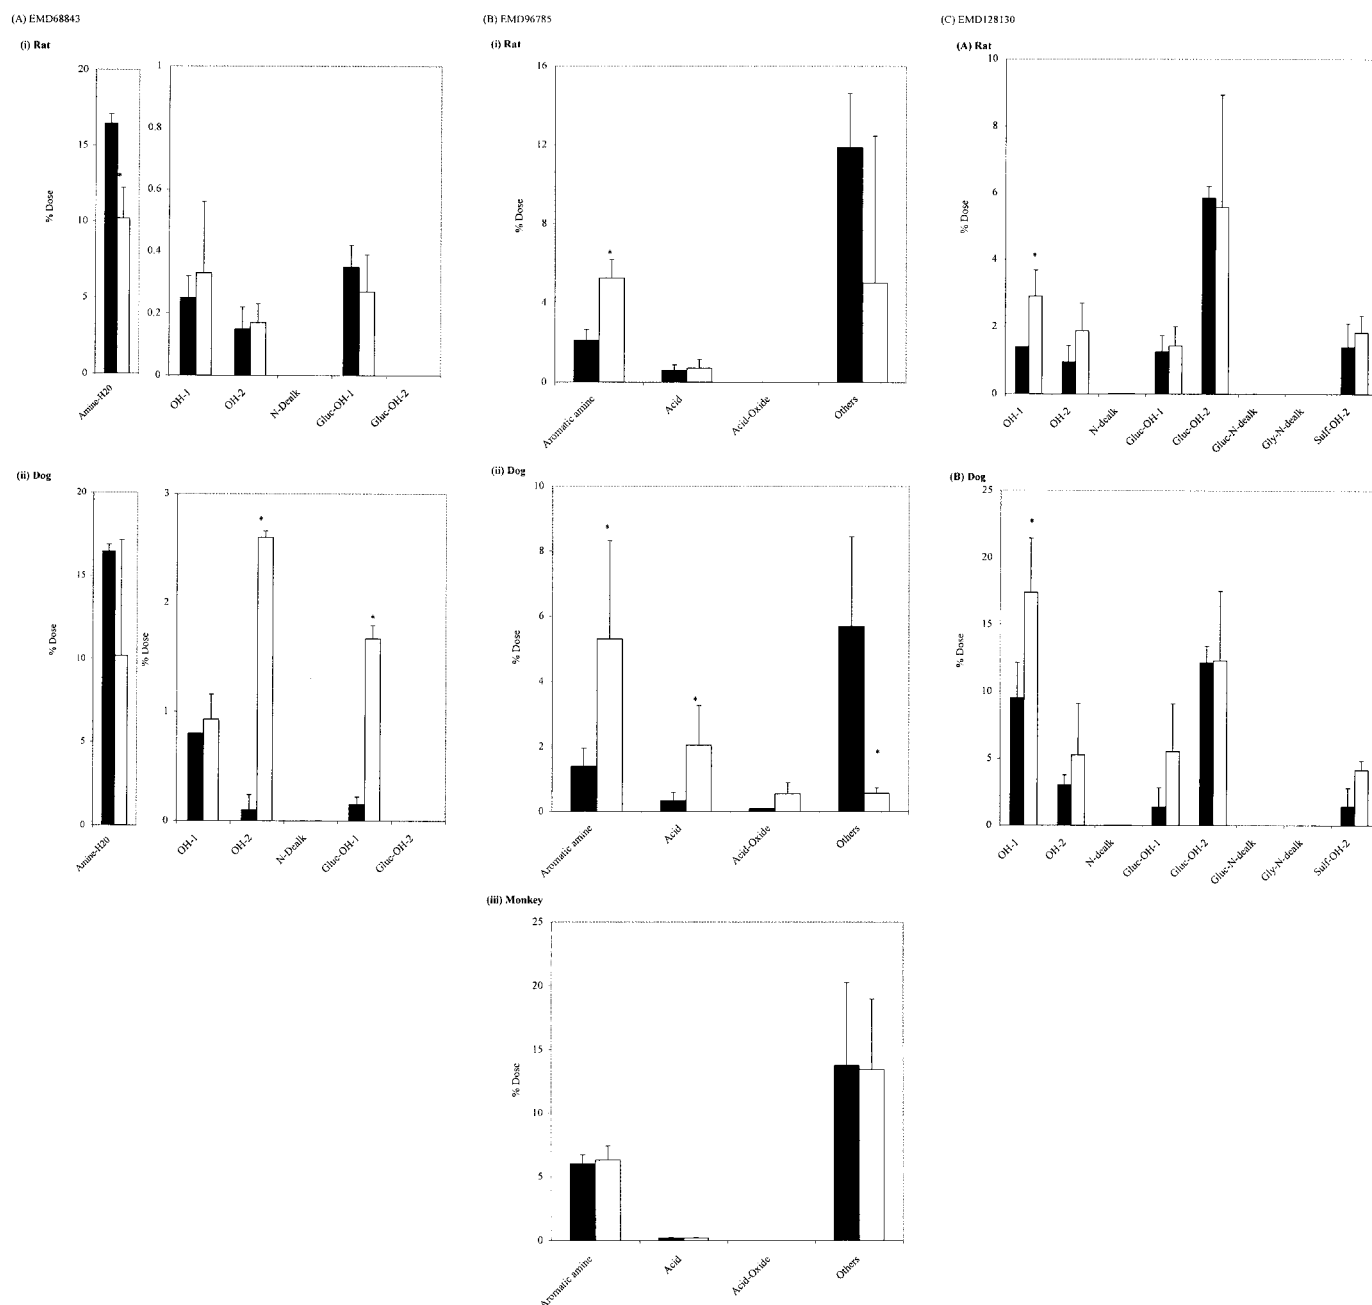 (A) EMD68843
(i) Rat
% Dose
20
15
10
5
0
*
Amine-H20
1
0.8
0.6
0.4
0.2
0
OH-1
OH-2
N-Dealk
Gluc-OH-1
Gluc-OH-2
(ii) Dog
% Dose
20
15
10
5
0
Amine-H20
% Dose
3
2
1
0
*
*
OH-1
OH-2
N-Dealk
Gluc-OH-1
Gluc-OH-2
(B) EMD96785
(i) Rat
% Dose
16
12
8
4
0
*
Aromatic amine
Acid
Acid-Oxide
Others
(ii) Dog
% Dose
10
8
6
4
2
0
*
*
*
Aromatic amine
Acid
Acid-Oxide
Others
(iii) Monkey
% Dose
25
20
15
10
5
0
Aromatic amine
Acid
Acid-Oxide
Others
(C) EMD128130
(A) Rat
% Dose
10
8
6
4
2
0
*
OH-1
OH-2
N-dealk
Gluc-OH-1
Gluc-OH-2
Gluc-N-dealk
Gly-N-dealk
Sulf-OH-2
(B) Dog
% Dose
25
20
15
10
5
0
*
OH-1
OH-2
N-dealk
Gluc-OH-1
Gluc-OH-2
Gluc-N-dealk
Gly-N-dealk
Sulf-OH-2